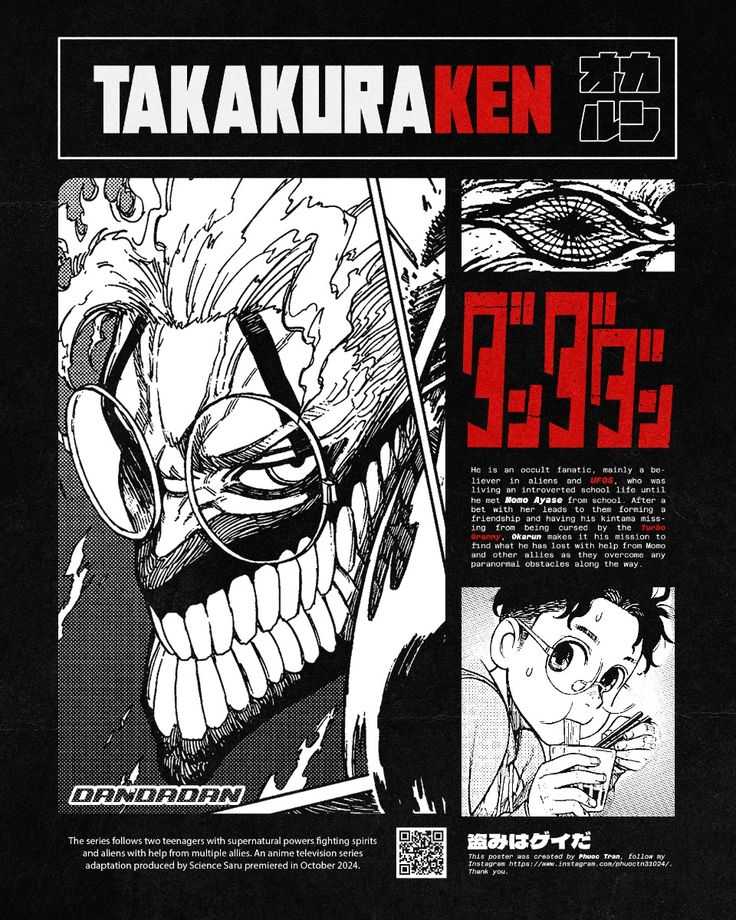 TAKAKURAKEN
オカ
ルン
ダンダダン
He is an occult fanatic, mainly a be-
liever in aliens and UFOS, who was
living an introverted school life until
he met Momo Ayase from school. After a
bet with her leads to them forming a
friendship and having his kintama miss-
ing from being cursed by the Turbo
Granny, Okarun makes it his mission to
find what he has lost with help from Momo
and other allies as they overcome any
paranormal obstacles along the way.
DANDADAN
The series follows two teenagers with supernatural powers fighting spirits
and aliens with help from multiple allies. An anime television series
adaptation produced by Science Saru premiered in October 2024.
盗みはゲイだ
This poster was created by Phuoc Tran, follow my
Instagram https://www.instagram.com/phuoctn31024/.
Thank you.